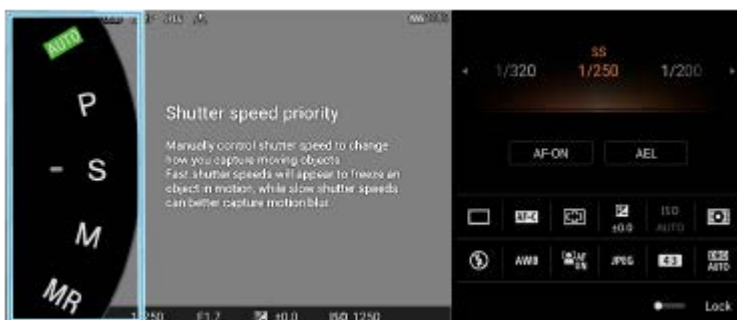 AUTO
P
- S
M
MR
Shutter speed priority
Manually control shutter speed to change
how you capture moving objects
Fast shutter speeds will appear to freeze an
object in motion, while slow shutter speeds
can better capture motion blur.
F1.7 ±0.0 ISO 1250
SS
1/320 1/250 1/200
AF-ON AEL
AF-C ±0.0 ISO AUTO
AWB AF ON JPEG 4:3 AUTO
Lock